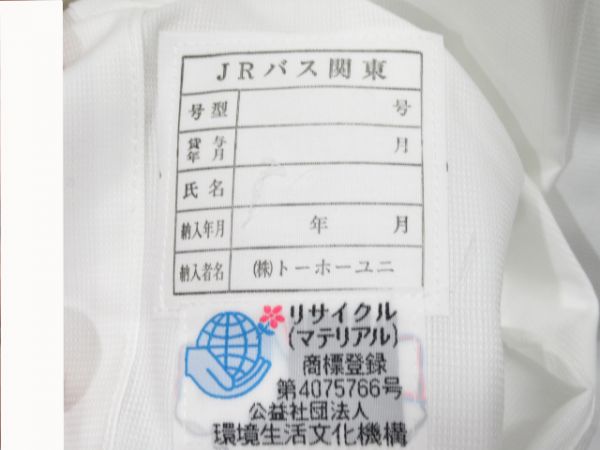 JRバス関東
号型 号
貸与年月 月
氏名
納入年月 年 月
納入者名 (株)トーホーユニ
リサイクル
(マテリアル)
商標登録
第4075766号
公益社団法人
環境生活文化機構